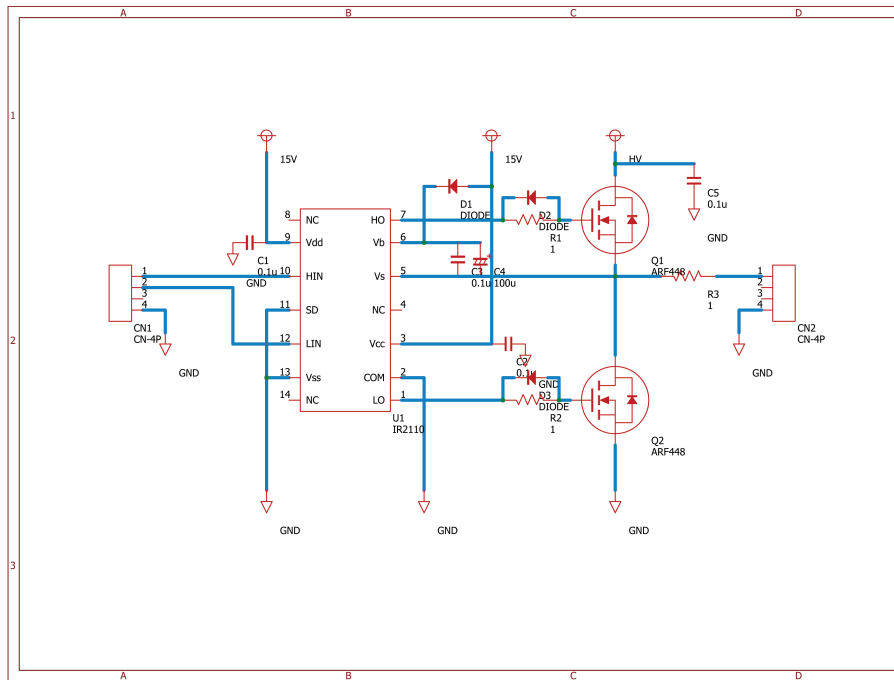 A B C D
1
15V
15V
HV
C5
0.1u
GND
D1
DIODE
D2
DIODE
R1
1
8 NC HO 7
9 Vdd Vb 6
10 HIN Vs 5
11 SD NC 4
12 LIN Vcc 3
13 Vss COM 2
14 NC LO 1
U1
IR2110
C1
0.1u
GND
C3
0.1u
C4
100u
Q1
ARF448
R3
1
1
2
3
4
CN1
CN-4P
GND
1
2
3
4
CN2
CN-4P
GND
2
2
C2
0.1u
GND
D3
DIODE
R2
1
Q2
ARF448
GND
GND
GND
3
3
A B C D